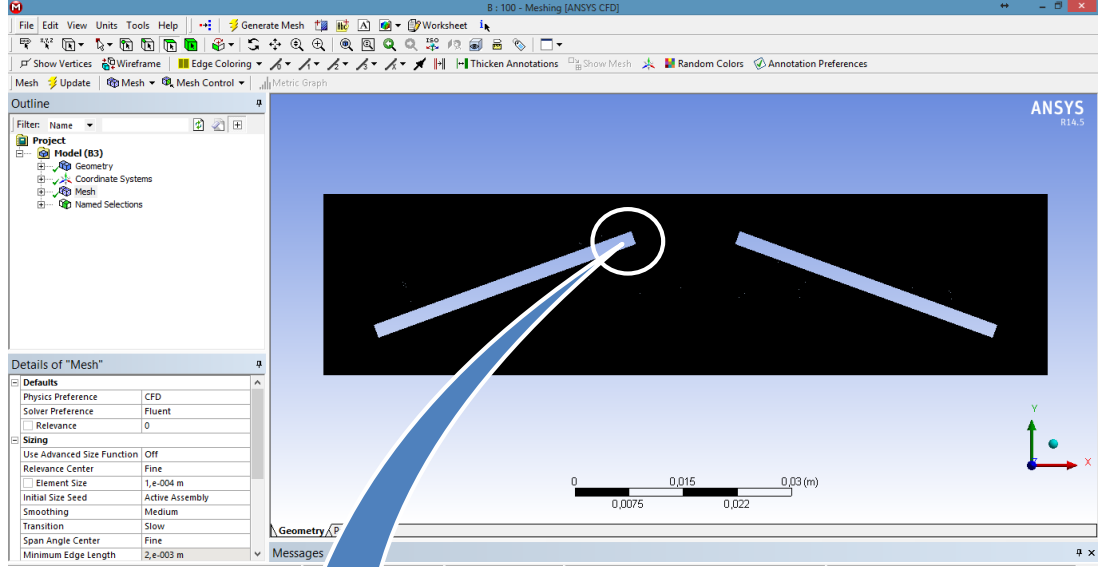 B : 100 - Meshing [ANSYS CFD]
File Edit View Units Tools Help Generate Mesh A Worksheet i
Show Vertices Wireframe Edge Coloring Thicken Annotations Show Mesh Random Colors Annotation Preferences
Mesh Update Mesh Mesh Control Metric Graph
Outline
Filter: Name
Project
Model (B3)
Geometry
Coordinate Systems
Mesh
Named Selections
ANSYS
R14.5
Details of "Mesh"
Defaults
Physics Preference CFD
Solver Preference Fluent
Relevance 0
Sizing
Use Advanced Size Function Off
Relevance Center Fine
Element Size 1,e-004 m
Initial Size Seed Active Assembly
Smoothing Medium
Transition Slow
Span Angle Center Fine
Minimum Edge Length 2,e-003 m
Y
X
0 0,015 0,03 (m)
0,0075 0,022
Geometry
Messages